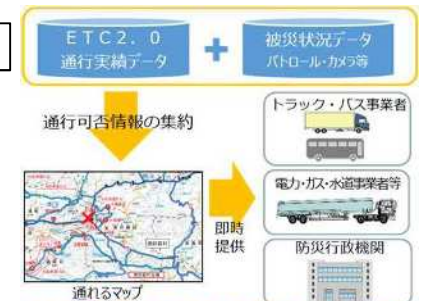 ETC2.0
通行実績データ
+
被災状況データ
パトロール・カメラ等
通行可否情報の集約
トラック・バス事業者
電力・ガス・水道事業者等
即時
提供
防災行政機関
通れるマップ